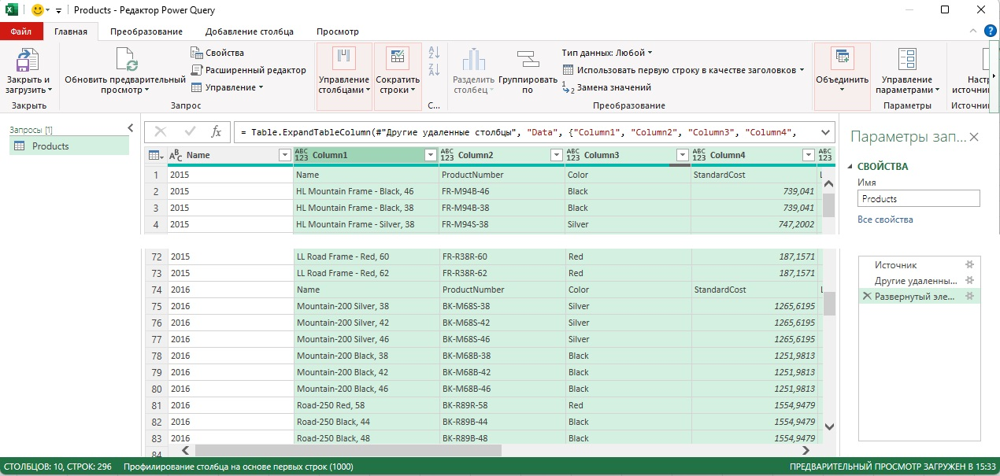 Products - Редактор Power Query
Файл Главная Преобразование Добавление столбца Просмотр
Закрыть и загрузить
Обновить предварительный просмотр
Свойства
Расширенный редактор
Управление
Управление столбцами
Сократить строки
Разделить столбец
Группировать по
Тип данных: Любой
Использовать первую строку в качестве заголовков
Замена значений
Объединить
Управление параметрами
Настр
источни
Закрыть Запрос С... Преобразование Параметры Источни
Запросы [1]
Products
= Table.ExpandTableColumn(#"Другие удаленные столбцы", "Data", {"Column1", "Column2", "Column3", "Column4",
Name Column1 Column2 Column3 Column4
1 2015 Name ProductNumber Color StandardCost
2 2015 HL Mountain Frame - Black, 46 FR-M94B-46 Black 739,041
3 2015 HL Mountain Frame - Black, 38 FR-M94B-38 Black 739,041
4 2015 HL Mountain Frame - Silver, 38 FR-M94S-38 Silver 747,2002
72 2015 LL Road Frame - Red, 60 FR-R38R-60 Red 187,1571
73 2015 LL Road Frame - Red, 62 FR-R38R-62 Red 187,1571
74 2016 Name ProductNumber Color StandardCost
75 2016 Mountain-200 Silver, 38 BK-M68S-38 Silver 1265,6195
76 2016 Mountain-200 Silver, 42 BK-M68S-42 Silver 1265,6195
77 2016 Mountain-200 Silver, 46 BK-M68S-46 Silver 1265,6195
78 2016 Mountain-200 Black, 38 BK-M68B-38 Black 1251,9813
79 2016 Mountain-200 Black, 42 BK-M68B-42 Black 1251,9813
80 2016 Mountain-200 Black, 46 BK-M68B-46 Black 1251,9813
81 2016 Road-250 Red, 58 BK-R89R-58 Red 1554,9479
82 2016 Road-250 Black, 44 BK-R89B-44 Black 1554,9479
83 2016 Road-250 Black, 48 BK-R89B-48 Black 1554,9479
84
Параметры зап...
СВОЙСТВА
Имя
Products
Все свойства
Источник
Другие удаленны...
Развернутый эле...
СТОЛБЦОВ: 10, СТРОК: 296 Профилирование столбца на основе первых строк (1000) ПРЕДВАРИТЕЛЬНЫЙ ПРОСМОТР ЗАГРУЖЕН В 15:33